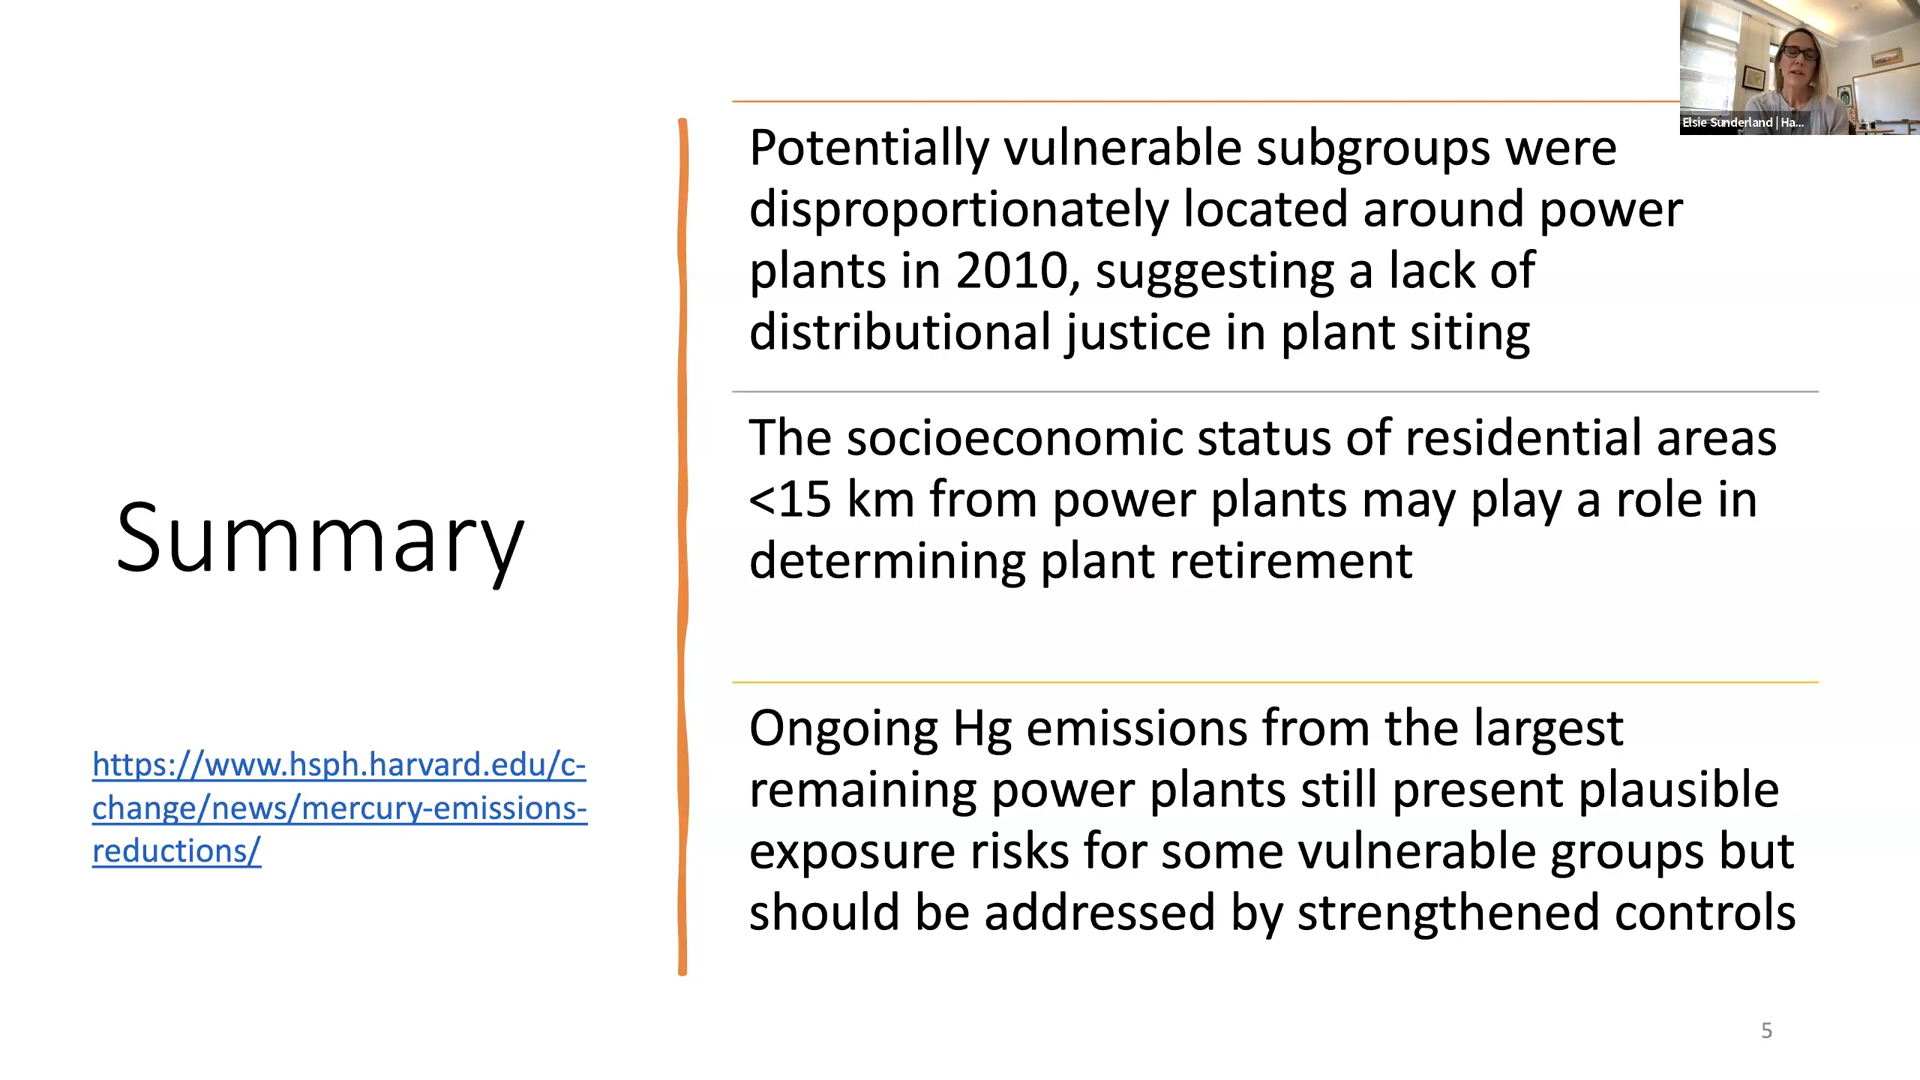 Elsie Sunderland | Ha...
Potentially vulnerable subgroups were
disproportionately located around power
plants in 2010, suggesting a lack of
distributional justice in plant siting
The socioeconomic status of residential areas
<15 km from power plants may play a role in
determining plant retirement
Summary
Ongoing Hg emissions from the largest
remaining power plants still present plausible
exposure risks for some vulnerable groups but
should be addressed by strengthened controls
https://www.hsph.harvard.edu/c-
change/news/mercury-emissions-
reductions/
5